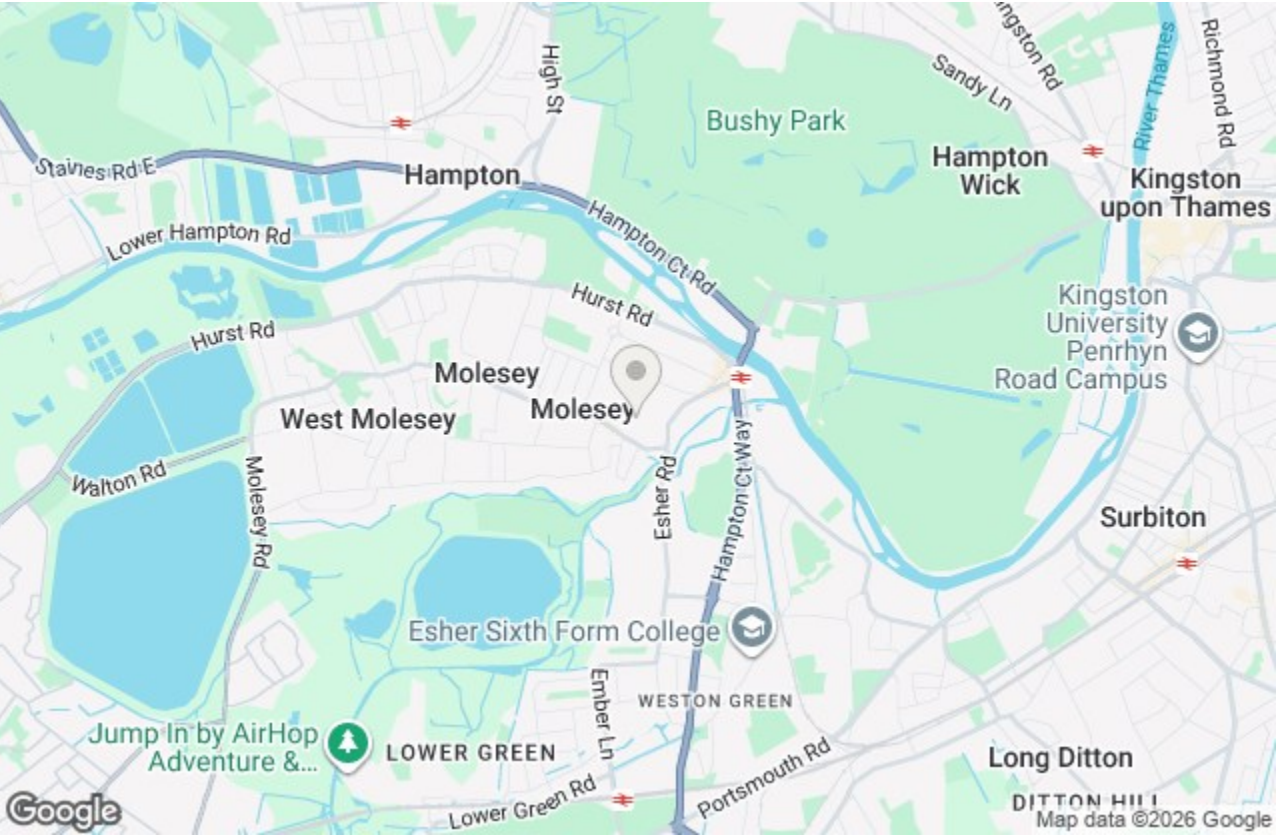 High St
Kingston Rd
Sandy Ln
River Thames
Richmond Rd
Bushy Park
Staines Rd E
Hampton
Hampton
Wick
Kingston
upon Thames
Lower Hampton Rd
Hampton Ct Rd
Hurst Rd
Hurst Rd
Kingston
University
Penrhyn
Road Campus
Molesey
Molesey
West Molesey
Walton Rd
Molesey Rd
Esher Rd
Hampton Ct Way
Surbiton
Esher Sixth Form College
Ember Ln
WESTON GREEN
Jump In by AirHop
Adventure &...
LOWER GREEN
Portsmouth Rd
Long Ditton
Lower Green Rd
DITTON HILL
Google
Map data ©2026 Google